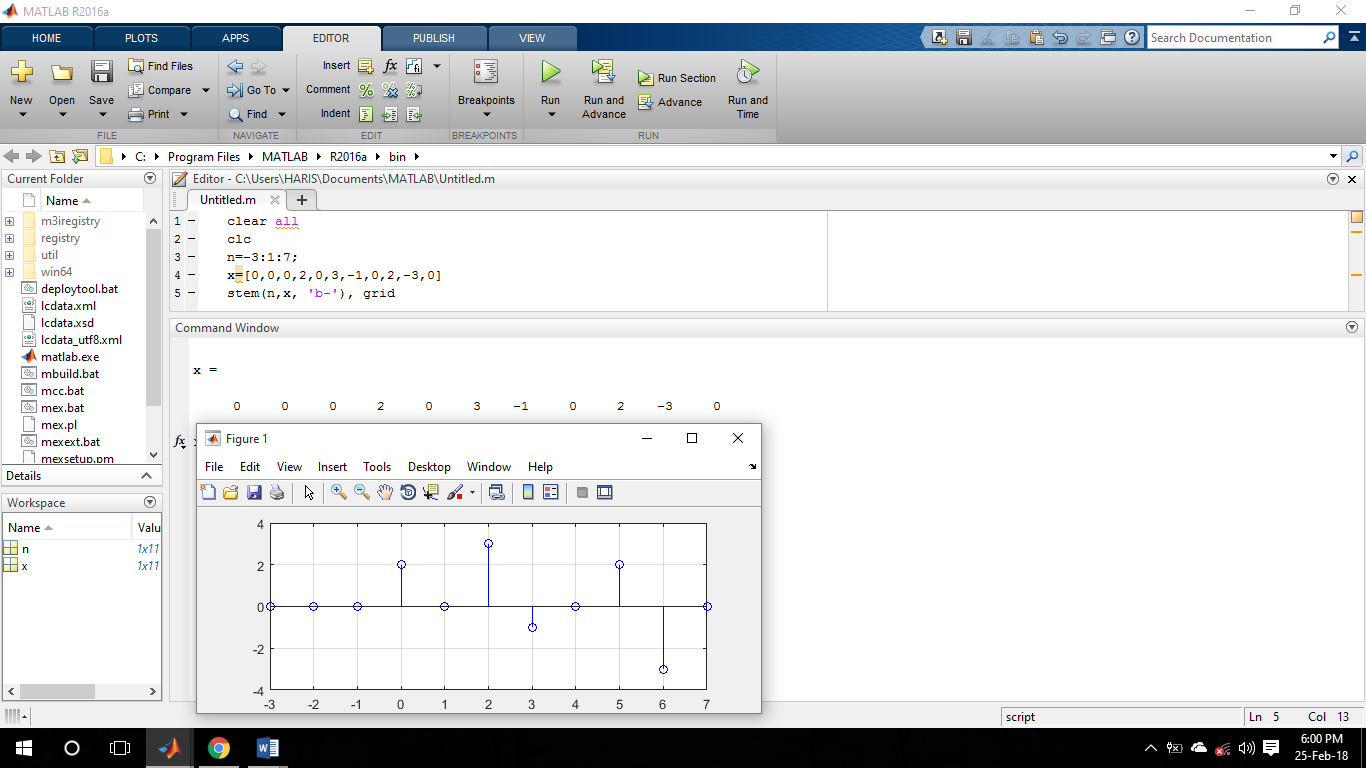 MATLAB R2016a
HOME PLOTS APPS EDITOR PUBLISH VIEW Search Documentation
New Open Save Find Files Compare Print Go To Find Insert fx Comment Indent Breakpoints Run Run and Advance Run Section Advance Run and Time
FILE NAVIGATE EDIT BREAKPOINTS RUN
C: Program Files MATLAB R2016a bin
Current Folder
Name
m3iregistry
registry
util
win64
deploytool.bat
lcdata.xml
lcdata.xsd
lcdata_utf8.xml
matlab.exe
mbuild.bat
mcc.bat
mex.bat
mex.pl
mexext.bat
mexsetup.pm
Details
Workspace
Name Valu
n 1x11
x 1x11
Editor - C:\Users\HARIS\Documents\MATLAB\Untitled.m
Untitled.m
1 clear all
2 clc
3 n=-3:1:7;
4 x=[0,0,0,2,0,3,-1,0,2,-3,0]
5 stem(n,x, 'b-'), grid
Command Window
x =
0 0 0 2 0 3 -1 0 2 -3 0
fx
Figure 1
File Edit View Insert Tools Desktop Window Help
4
2
0
-2
-4
-3 -2 -1 0 1 2 3 4 5 6 7
script Ln 5 Col 13
6:00 PM
25-Feb-18